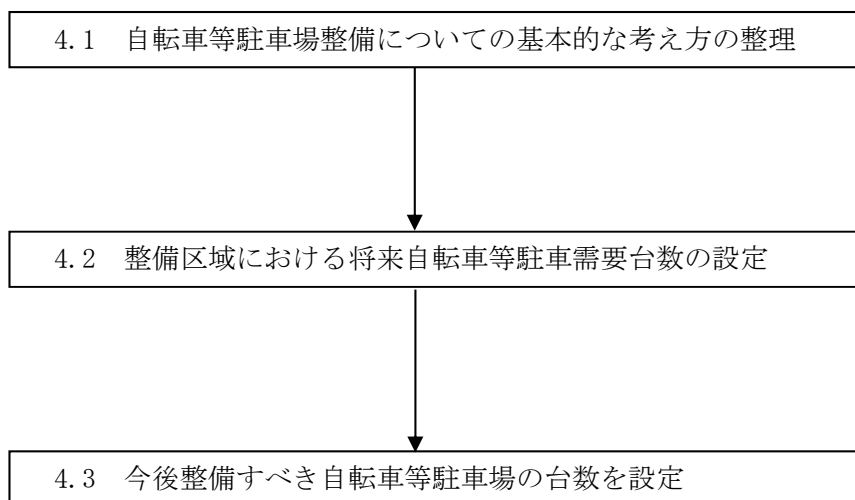 4.1 自転車等駐車場整備についての基本的な考え方の整理
4.2 整備区域における将来自転車等駐車需要台数の設定
4.3 今後整備すべき自転車等駐車場の台数を設定